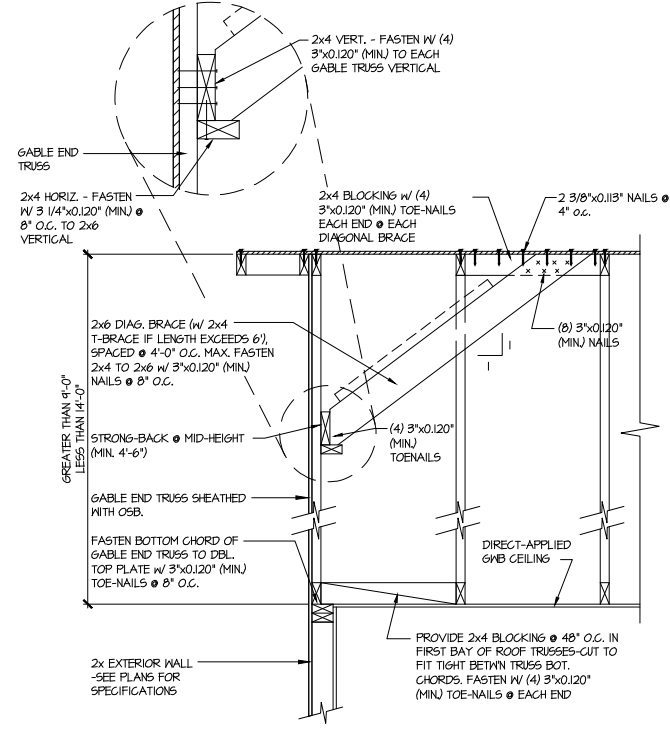 2x4 VERT. - FASTEN W/ (4)
3"x0.120" (MIN.) TO EACH
GABLE TRUSS VERTICAL
GABLE END
TRUSS
2x4 HORIZ. - FASTEN
W/ 3 1/4"x0.120" (MIN.) @
8" O.C. TO 2x6
VERTICAL
2x4 BLOCKING W/ (4)
3"x0.120" (MIN.) TOE-NAILS
EACH END @ EACH
DIAGONAL BRACE
2 3/8"x0.113" NAILS @
4" o.c.
2x6 DIAG. BRACE (W/ 2x4
T-BRACE IF LENGTH EXCEEDS 6'),
SPACED @ 4'-0" O.C. MAX. FASTEN
2x4 TO 2x6 W/ 3"x0.120" (MIN.)
NAILS @ 8" O.C.
(8) 3"x0.120"
(MIN.) NAILS
1
1
GREATER THAN 9'-0"
LESS THAN 14'-0"
STRONG-BACK @ MID-HEIGHT
(MIN. 4'-6")
(4) 3"x0.120"
(MIN.)
TOENAILS
GABLE END TRUSS SHEATHED
WITH OSB.
FASTEN BOTTOM CHORD OF
GABLE END TRUSS TO DBL.
TOP PLATE W/ 3"x0.120" (MIN.)
TOE-NAILS @ 8" O.C.
DIRECT-APPLIED
GWB CEILING
PROVIDE 2x4 BLOCKING @ 48" O.C. IN
FIRST BAY OF ROOF TRUSSES-CUT TO
FIT TIGHT BETW'N TRUSS BOT.
CHORDS. FASTEN W/ (4) 3"x0.120"
(MIN.) TOE-NAILS @ EACH END
2x EXTERIOR WALL
-SEE PLANS FOR
SPECIFICATIONS